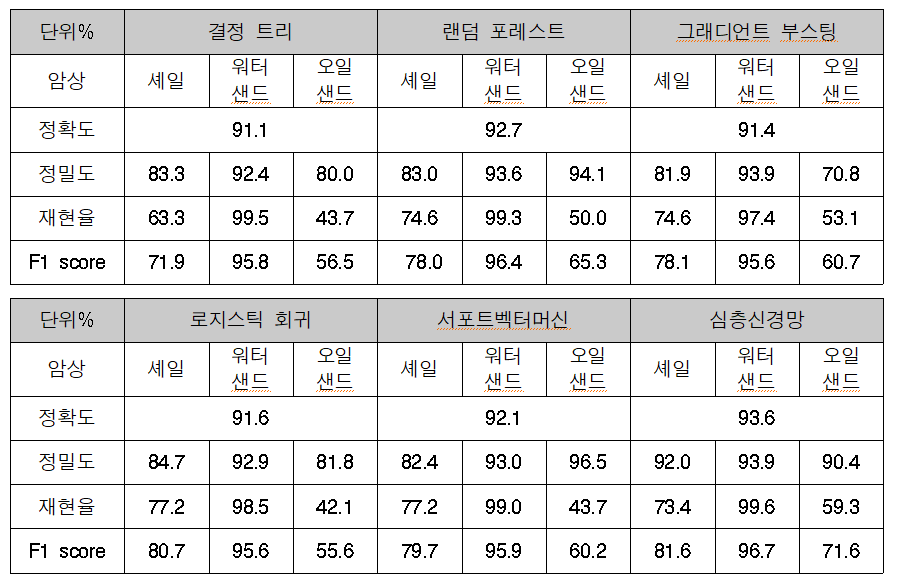 단위% 결정 트리 랜덤 포레스트 그래디언트 부스팅
암상 셰일 워터 샌드 오일 샌드 셰일 워터 샌드 오일 샌드 셰일 워터 샌드 오일 샌드
정확도 91.1 92.7 91.4
정밀도 83.3 92.4 80.0 83.0 93.6 94.1 81.9 93.9 70.8
재현율 63.3 99.5 43.7 74.6 99.3 50.0 74.6 97.4 53.1
F1 score 71.9 95.8 56.5 78.0 96.4 65.3 78.1 95.6 60.7
단위% 로지스틱 회귀 서포트벡터머신 심층신경망
암상 셰일 워터 샌드 오일 샌드 셰일 워터 샌드 오일 샌드 셰일 워터 샌드 오일 샌드
정확도 91.6 92.1 93.6
정밀도 84.7 92.9 81.8 82.4 93.0 96.5 92.0 93.9 90.4
재현율 77.2 98.5 42.1 77.2 99.0 43.7 73.4 99.6 59.3
F1 score 80.7 95.6 55.6 79.7 95.9 60.2 81.6 96.7 71.6